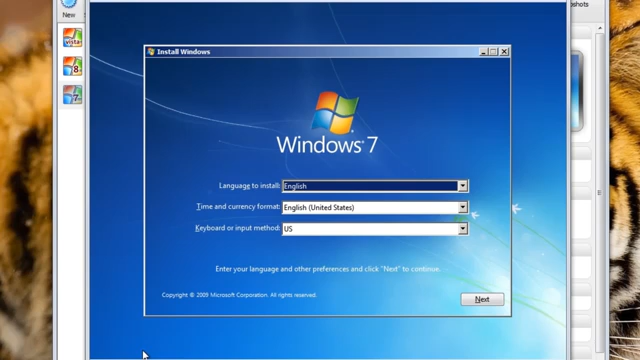 New
pshots
Install Windows
vista
8
7
Windows 7
Language to install: English
Time and currency format: English (United States)
Keyboard or input method: US
Enter your language and other preferences and click "Next" to continue.
Copyright © 2009 Microsoft Corporation. All rights reserved.
Next